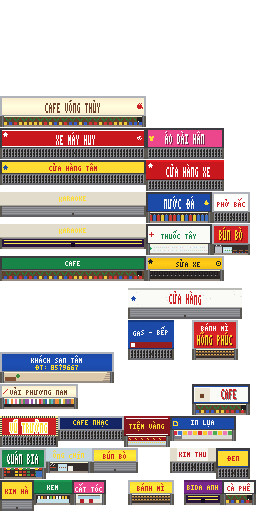 CAFE VỒNG THỦY
XE MÁY HUY
ÁO DÀI HÂN
CỬA HÀNG TÂM
CỬA HÀNG XE
NƯỚC ĐÁ
PHỞ BẮC
THUỐC TÂY
BÚN BÒ
CAFE
SỬA XE
CỬA HÀNG
GAS - BẾP
BÁNH MÌ
HỒNG PHÚC
KHÁCH SẠN TÂM
ĐT: 8579667
VẢI PHƯƠNG NAM
CAFE
CAFE NHẠC
TIỆM VÀNG
IN LỤA
QUÁN BIA
BÚN BÒ
KIM THU
ĐEN
KIM HÀ
KEM
CẮT TÓC
BÁNH MÌ
BIDA ANH
CÀ PHÊ